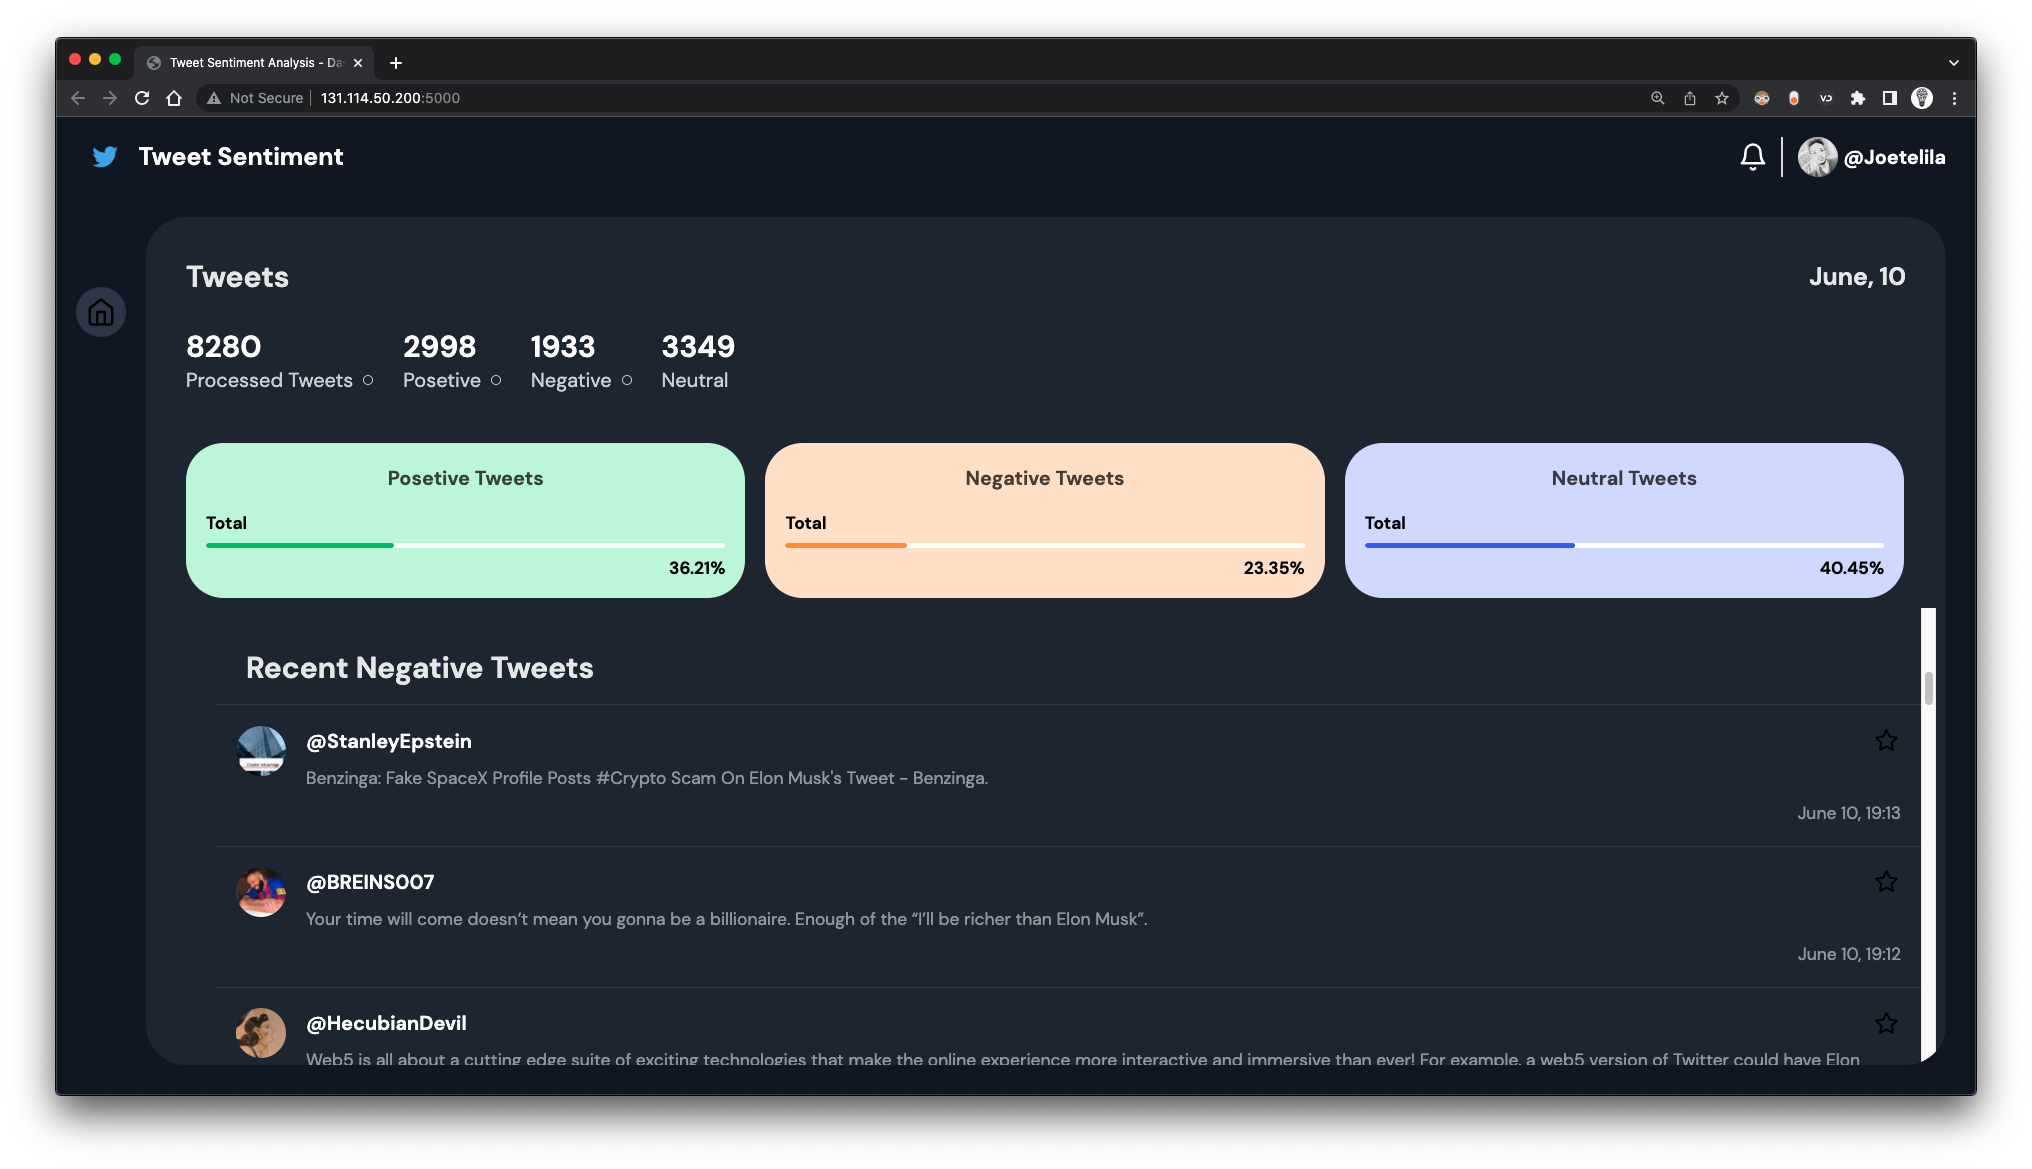 Tweet Sentiment Analysis - Da
Not Secure
131.114.50.200:5000
Tweet Sentiment
@Joetelila
Tweets
June, 10
8280 2998 1933 3349
Processed Tweets Posetive Negative Neutral
Posetive Tweets
Total
36.21%
Negative Tweets
Total
23.35%
Neutral Tweets
Total
40.45%
Recent Negative Tweets
@StanleyEpstein
Benzinga: Fake SpaceX Profile Posts #Crypto Scam On Elon Musk's Tweet - Benzinga.
June 10, 19:13
@BREINS007
Your time will come doesn’t mean you gonna be a billionaire. Enough of the “I’ll be richer than Elon Musk”.
June 10, 19:12
@HecubianDevil
Web5 is all about a cutting edge suite of exciting technologies that make the online experience more interactive and immersive than ever! For example, a web5 version of Twitter could have Elon